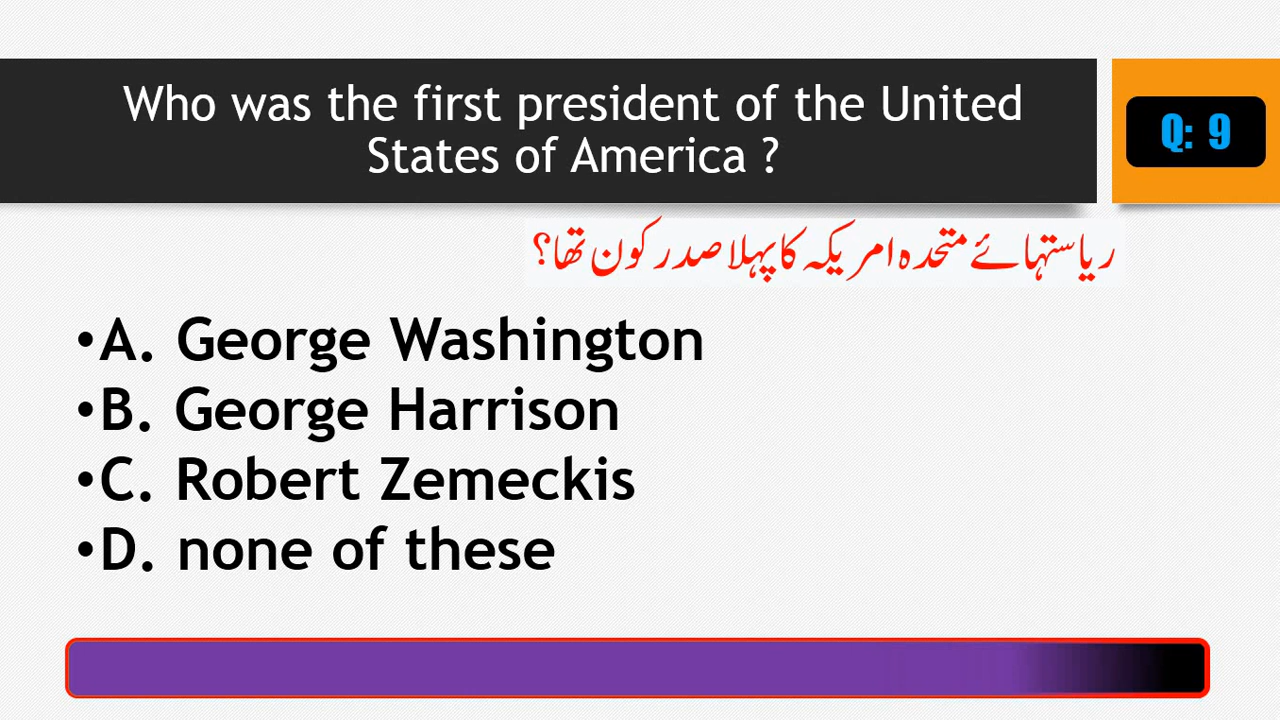 Who was the first president of the United
States of America ?
Q: 9
ریاستہائے متحدہ امریکہ کا پہلا صدر کون تھا؟
•A. George Washington
•B. George Harrison
•C. Robert Zemeckis
•D. none of these